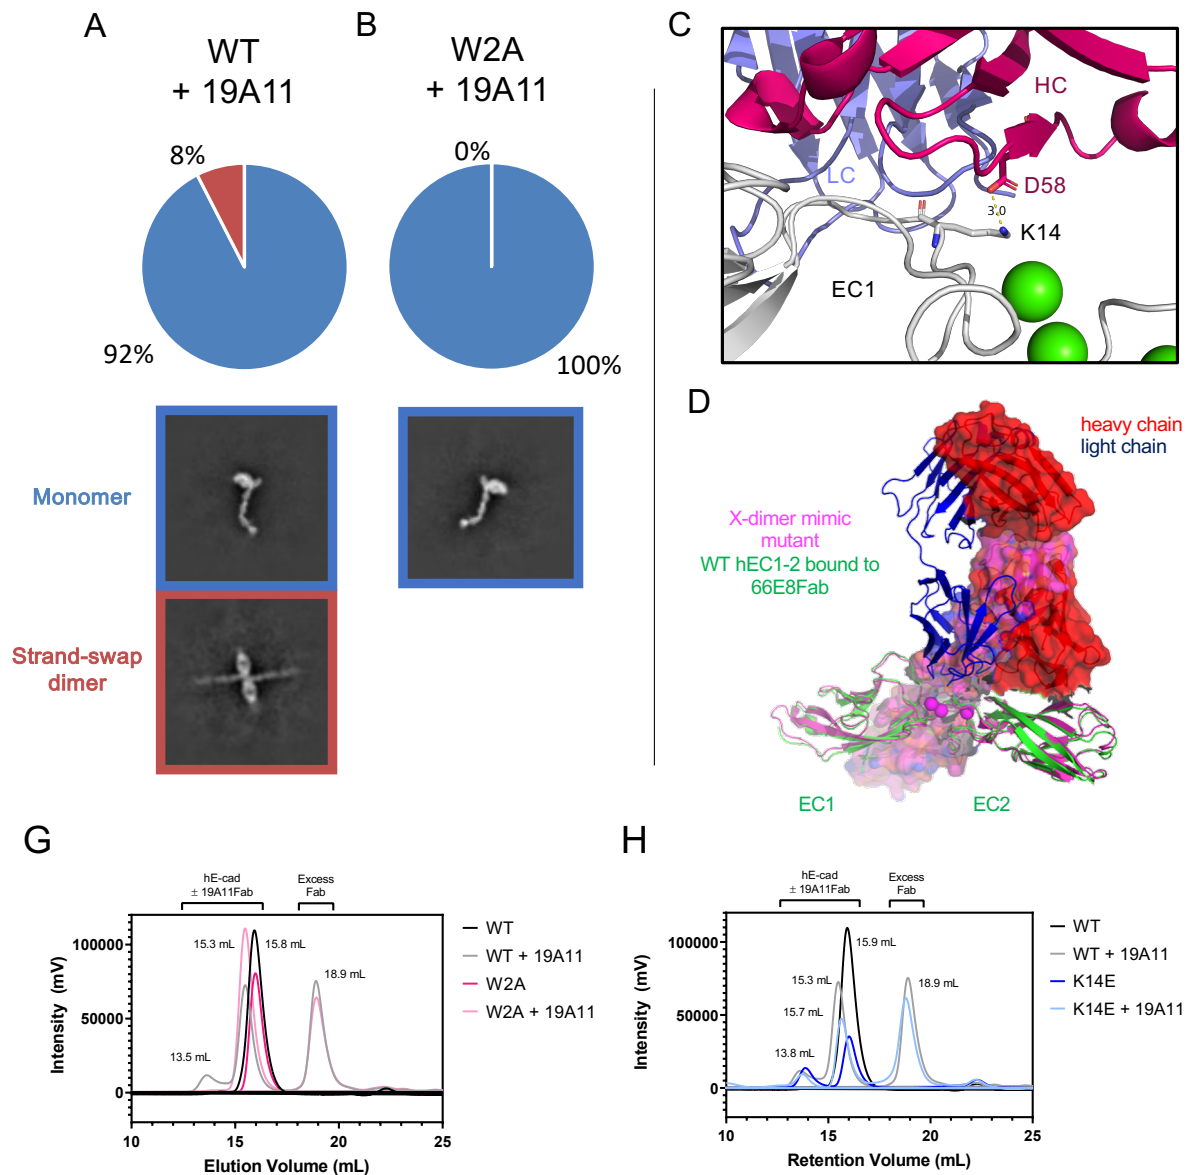 A
WT
+ 19A11
8%
92%
B
W2A
+ 19A11
0%
100%
Monomer
Strand-swap
dimer
C
HC
LC
D58
3.0
K14
EC1
D
heavy chain
light chain
X-dimer mimic
mutant
WT hEC1-2 bound to
66E8Fab
EC1
EC2
G
hE-cad
± 19A11Fab
Excess
Fab
15.3 mL
15.8 mL
18.9 mL
13.5 mL
100000
50000
0
10
15
20
25
Intensity (mV)
Elution Volume (mL)
WT
WT + 19A11
W2A
W2A + 19A11
H
hE-cad
± 19A11Fab
Excess
Fab
15.9 mL
15.3 mL
18.9 mL
15.7 mL
13.8 mL
100000
50000
0
10
15
20
25
Intensity (mV)
Retention Volume (mL)
WT
WT + 19A11
K14E
K14E + 19A11